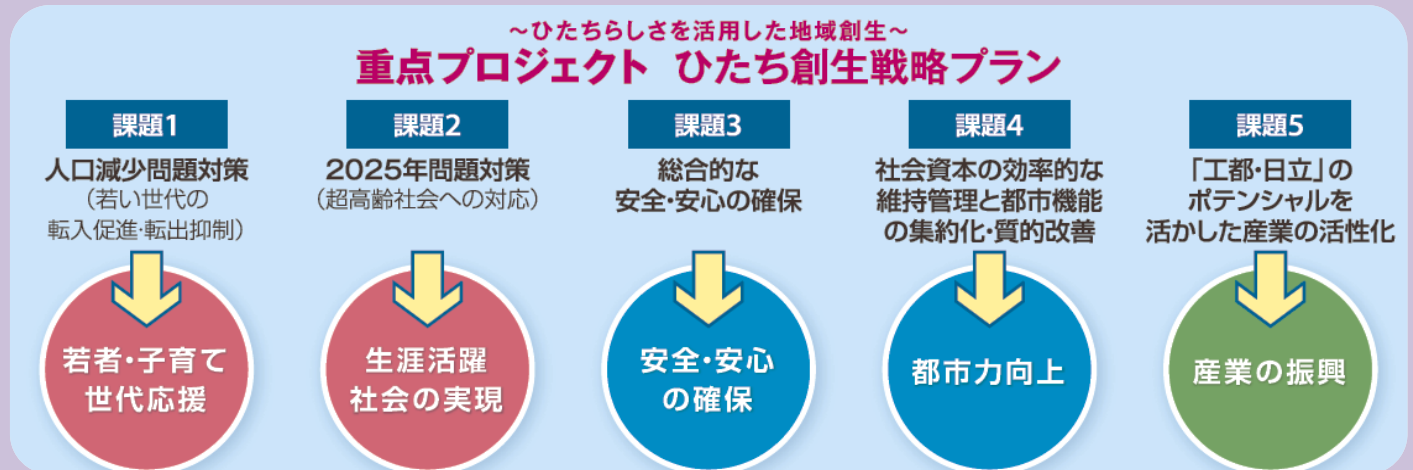 ～ひたちらしさを活用した地域創生～
重点プロジェクト ひたち創生戦略プラン
課題1
人口減少問題対策
（若い世代の
転入促進・転出抑制）
若者・子育て
世代応援
課題2
2025年問題対策
（超高齢社会への対応）
生涯活躍
社会の実現
課題3
総合的な
安全・安心の確保
安全・安心
の確保
課題4
社会資本の効率的な
維持管理と都市機能
の集約化・質的改善
都市力向上
課題5
「工都・日立」の
ポテンシャルを
活かした産業の活性化
産業の振興